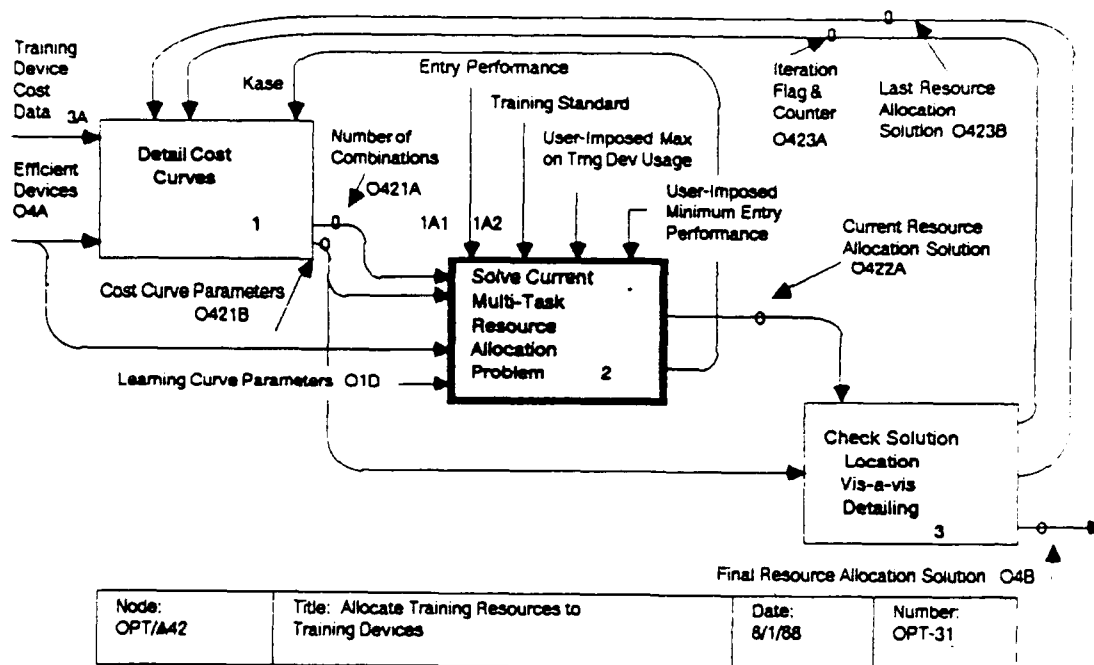 Training
Device
Cost
Data 3A
Efficient
Devices
O4A
Kase
Detail Cost
Curves
1
Number of
Combinations
O421A
Cost Curve Parameters
O421B
Entry Performance
Training Standard
User-Imposed Max
on Trng Dev Usage
User-Imposed
Minimum Entry
Performance
1A1
1A2
Iteration
Flag &
Counter
O423A
Last Resource
Allocation
Solution O423B
Current Resource
Allocation Solution
O422A
Solve Current
Multi-Task
Resource
Allocation
Problem 2
Learning Curve Parameters O1D
Check Solution
Location
Vis-a-vis
Detailing
3
Final Resource Allocation Solution O4B
Node:
OPT/A42
Title: Allocate Training Resources to
Training Devices
Date:
8/1/88
Number:
OPT-31